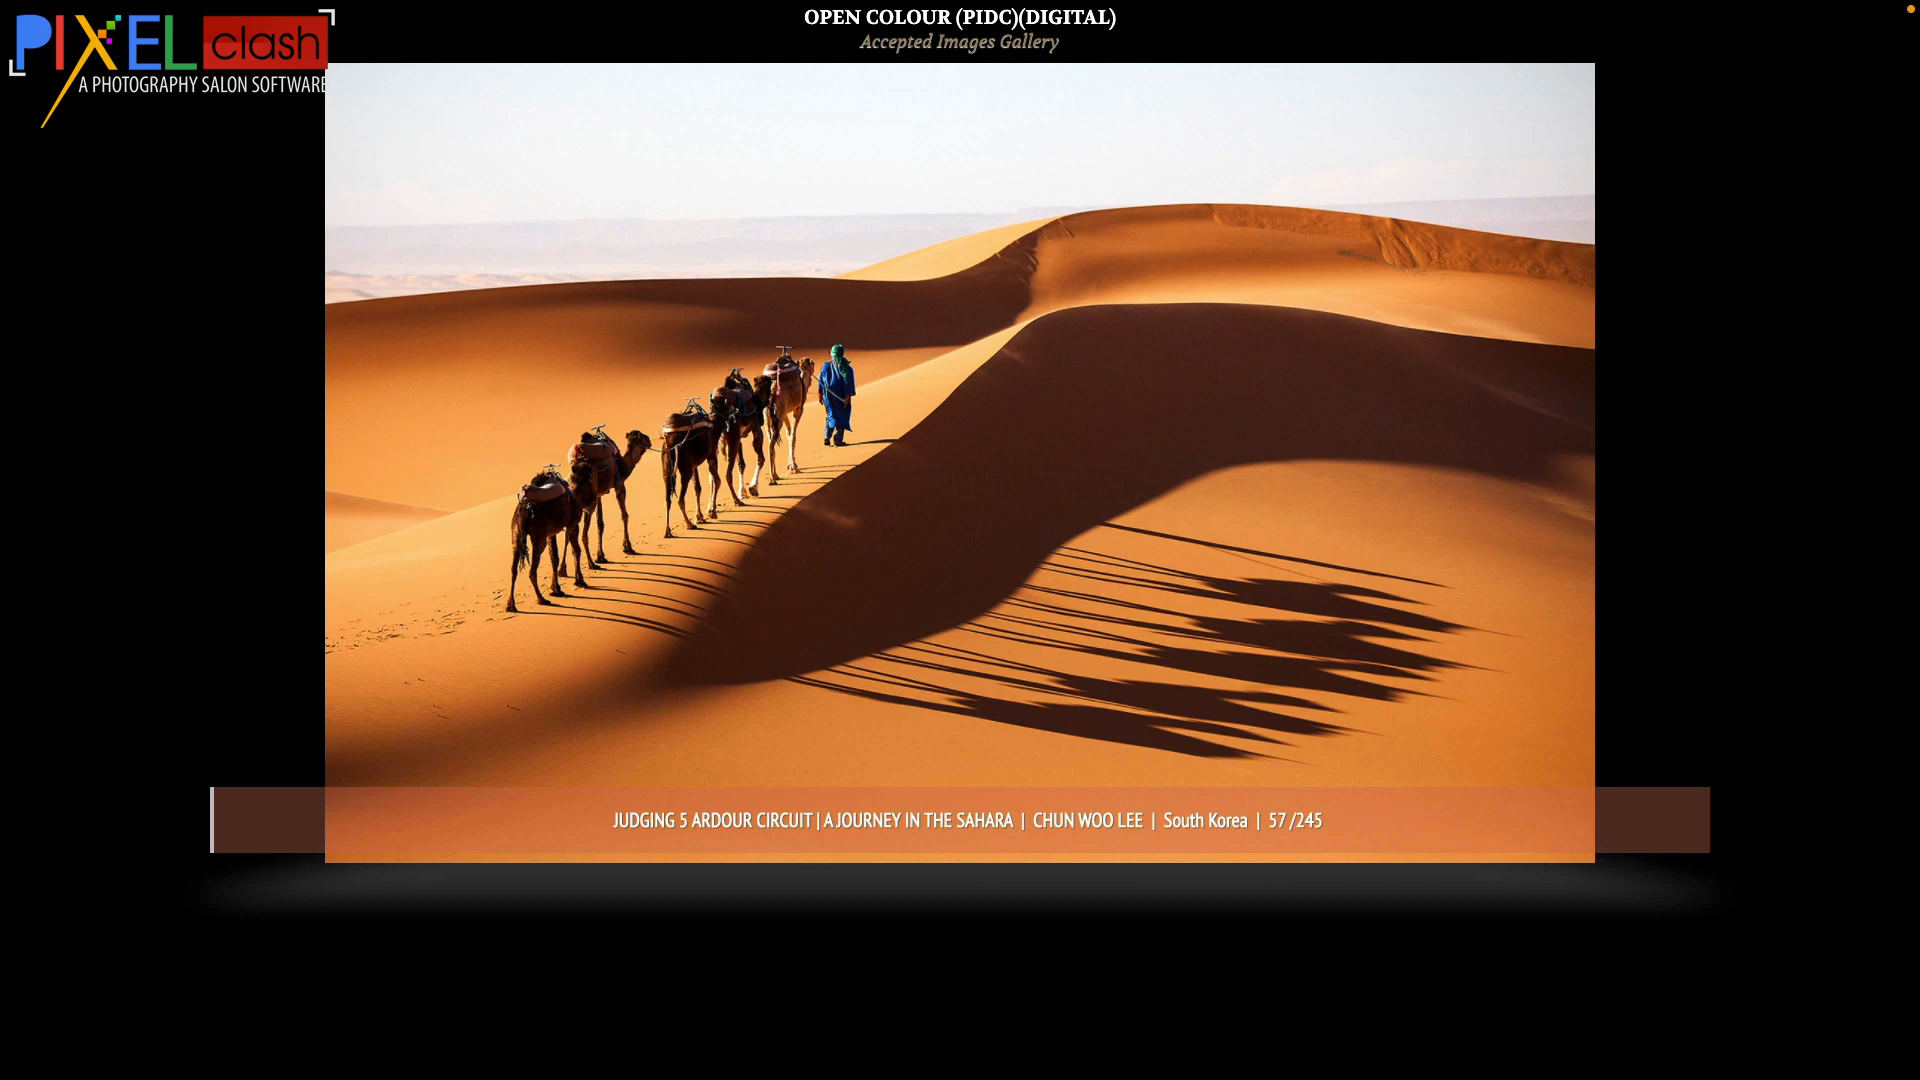 PIXEL clash
A PHOTOGRAPHY SALON SOFTWARE
OPEN COLOUR (PIDC)(DIGITAL)
Accepted Images Gallery
JUDGING 5 ARDOUR CIRCUIT | A JOURNEY IN THE SAHARA | CHUN WOO LEE | South Korea | 57 /245